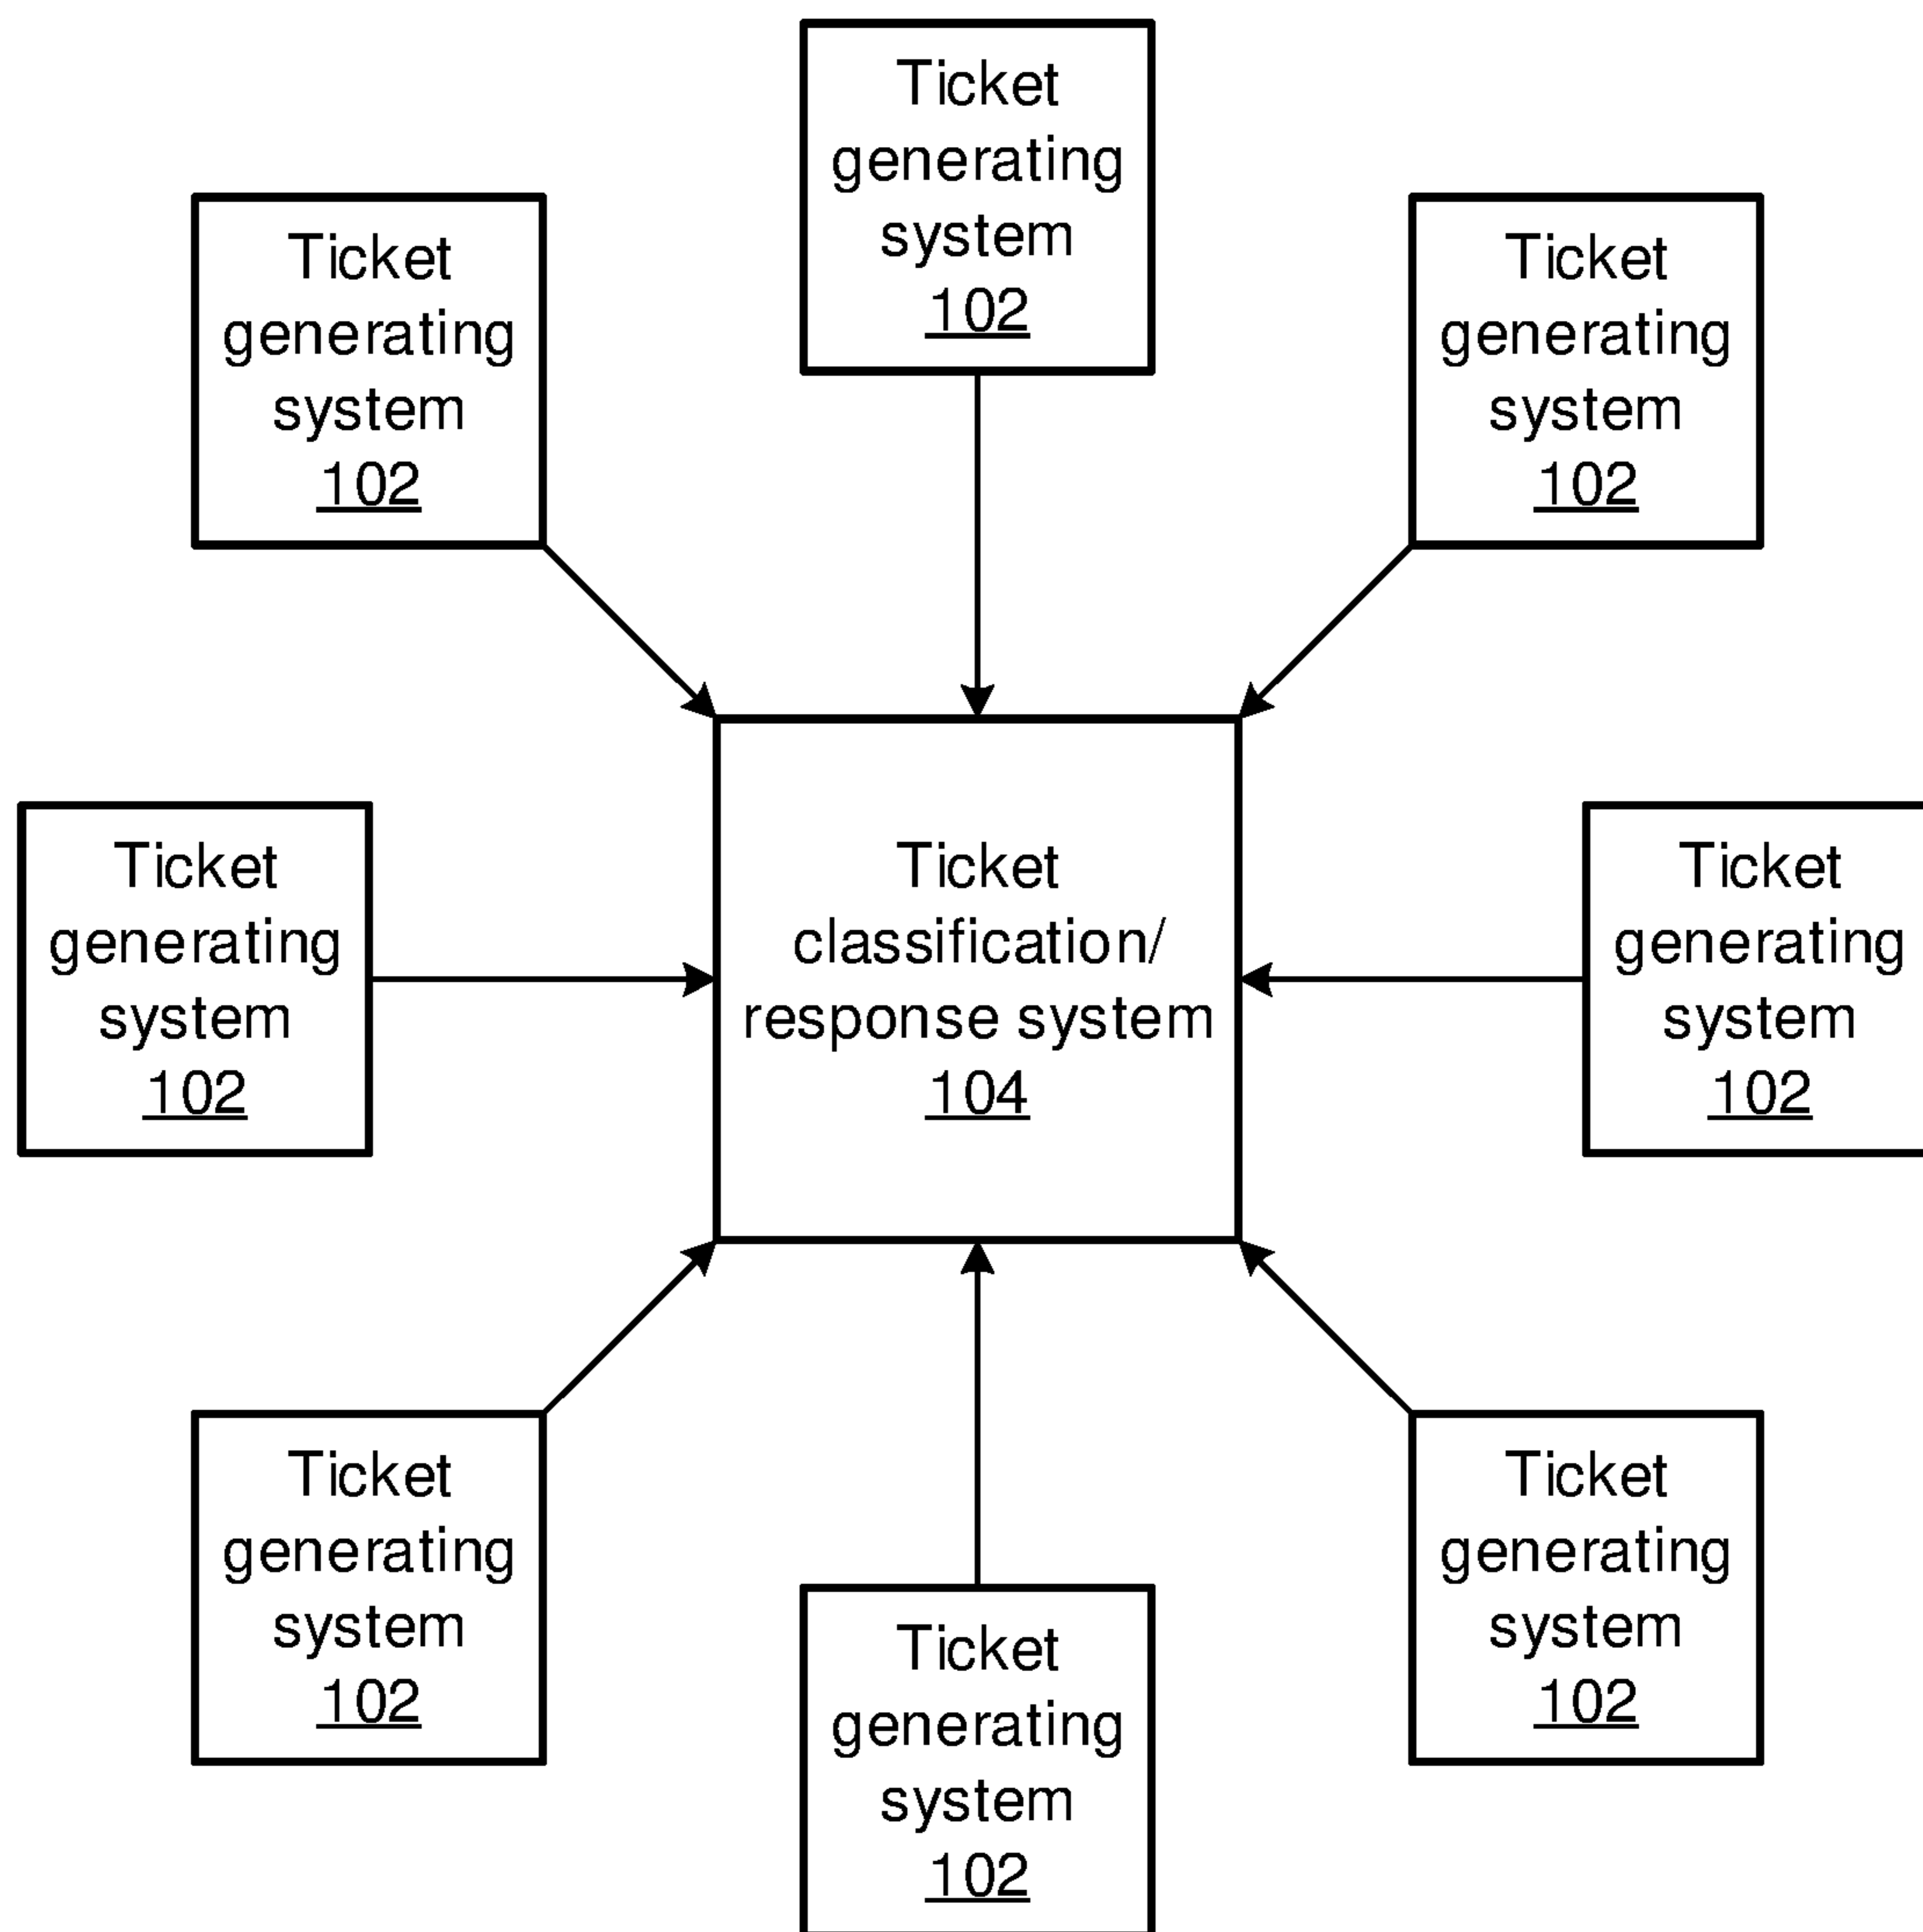 Ticket
generating
system
102
Ticket
generating
system
102
Ticket
generating
system
102
Ticket
generating
system
102
Ticket
classification/
response system
104
Ticket
generating
system
102
Ticket
generating
system
102
Ticket
generating
system
102
Ticket
generating
system
102